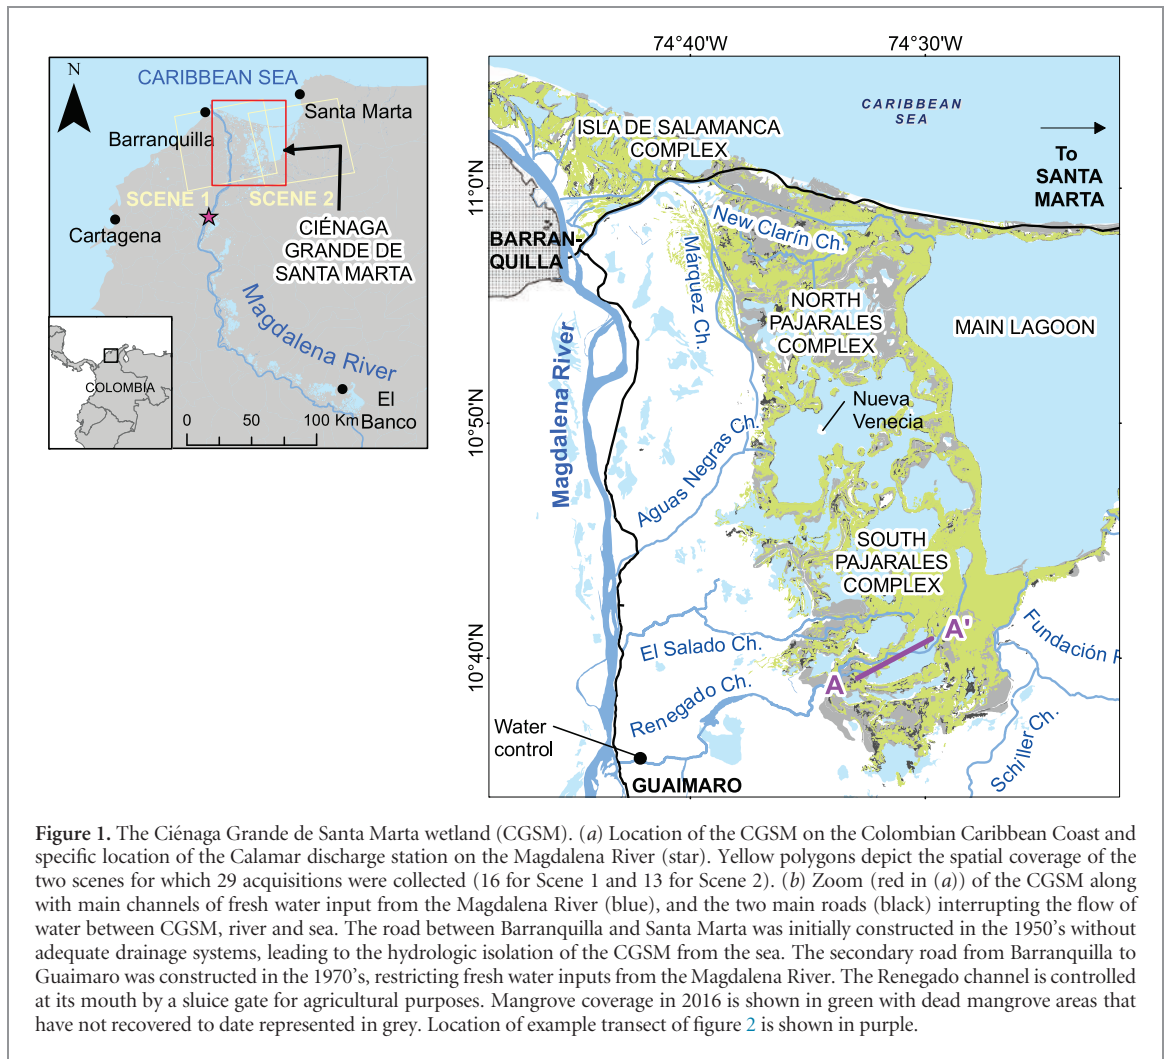 N
CARIBBEAN SEA
Santa Marta
Barranquilla
SCENE 1
SCENE 2
Cartagena
CIÉNAGA
GRANDE DE
SANTA MARTA
Magdalena River
COLOMBIA
El
Banco
0 50 100 Km
74°40'W 74°30'W
11°0'N
10°50'N
10°40'N
CARIBBEAN
SEA
ISLA DE SALAMANCA
COMPLEX
To
SANTA
MARTA
New Clarín Ch.
BARRAN-
QUILLA
Márquez Ch.
NORTH
PAJARALES
COMPLEX
MAIN LAGOON
Magdalena River
Nueva
Venecia
Aguas Negras Ch.
SOUTH
PAJARALES
COMPLEX
A'
A
El Salado Ch.
Fundación
Renegado Ch.
Water
control
GUAIMARO
Schiller Ch.
Figure 1. The Ciénaga Grande de Santa Marta wetland (CGSM). (a) Location of the CGSM on the Colombian Caribbean Coast and
specific location of the Calamar discharge station on the Magdalena River (star). Yellow polygons depict the spatial coverage of the
two scenes for which 29 acquisitions were collected (16 for Scene 1 and 13 for Scene 2). (b) Zoom (red in (a)) of the CGSM along
with main channels of fresh water input from the Magdalena River (blue), and the two main roads (black) interrupting the flow of
water between CGSM, river and sea. The road between Barranquilla and Santa Marta was initially constructed in the 1950's without
adequate drainage systems, leading to the hydrologic isolation of the CGSM from the sea. The secondary road from Barranquilla to
Guaimaro was constructed in the 1970's, restricting fresh water inputs from the Magdalena River. The Renegado channel is controlled
at its mouth by a sluice gate for agricultural purposes. Mangrove coverage in 2016 is shown in green with dead mangrove areas that
have not recovered to date represented in grey. Location of example transect of figure 2 is shown in purple.